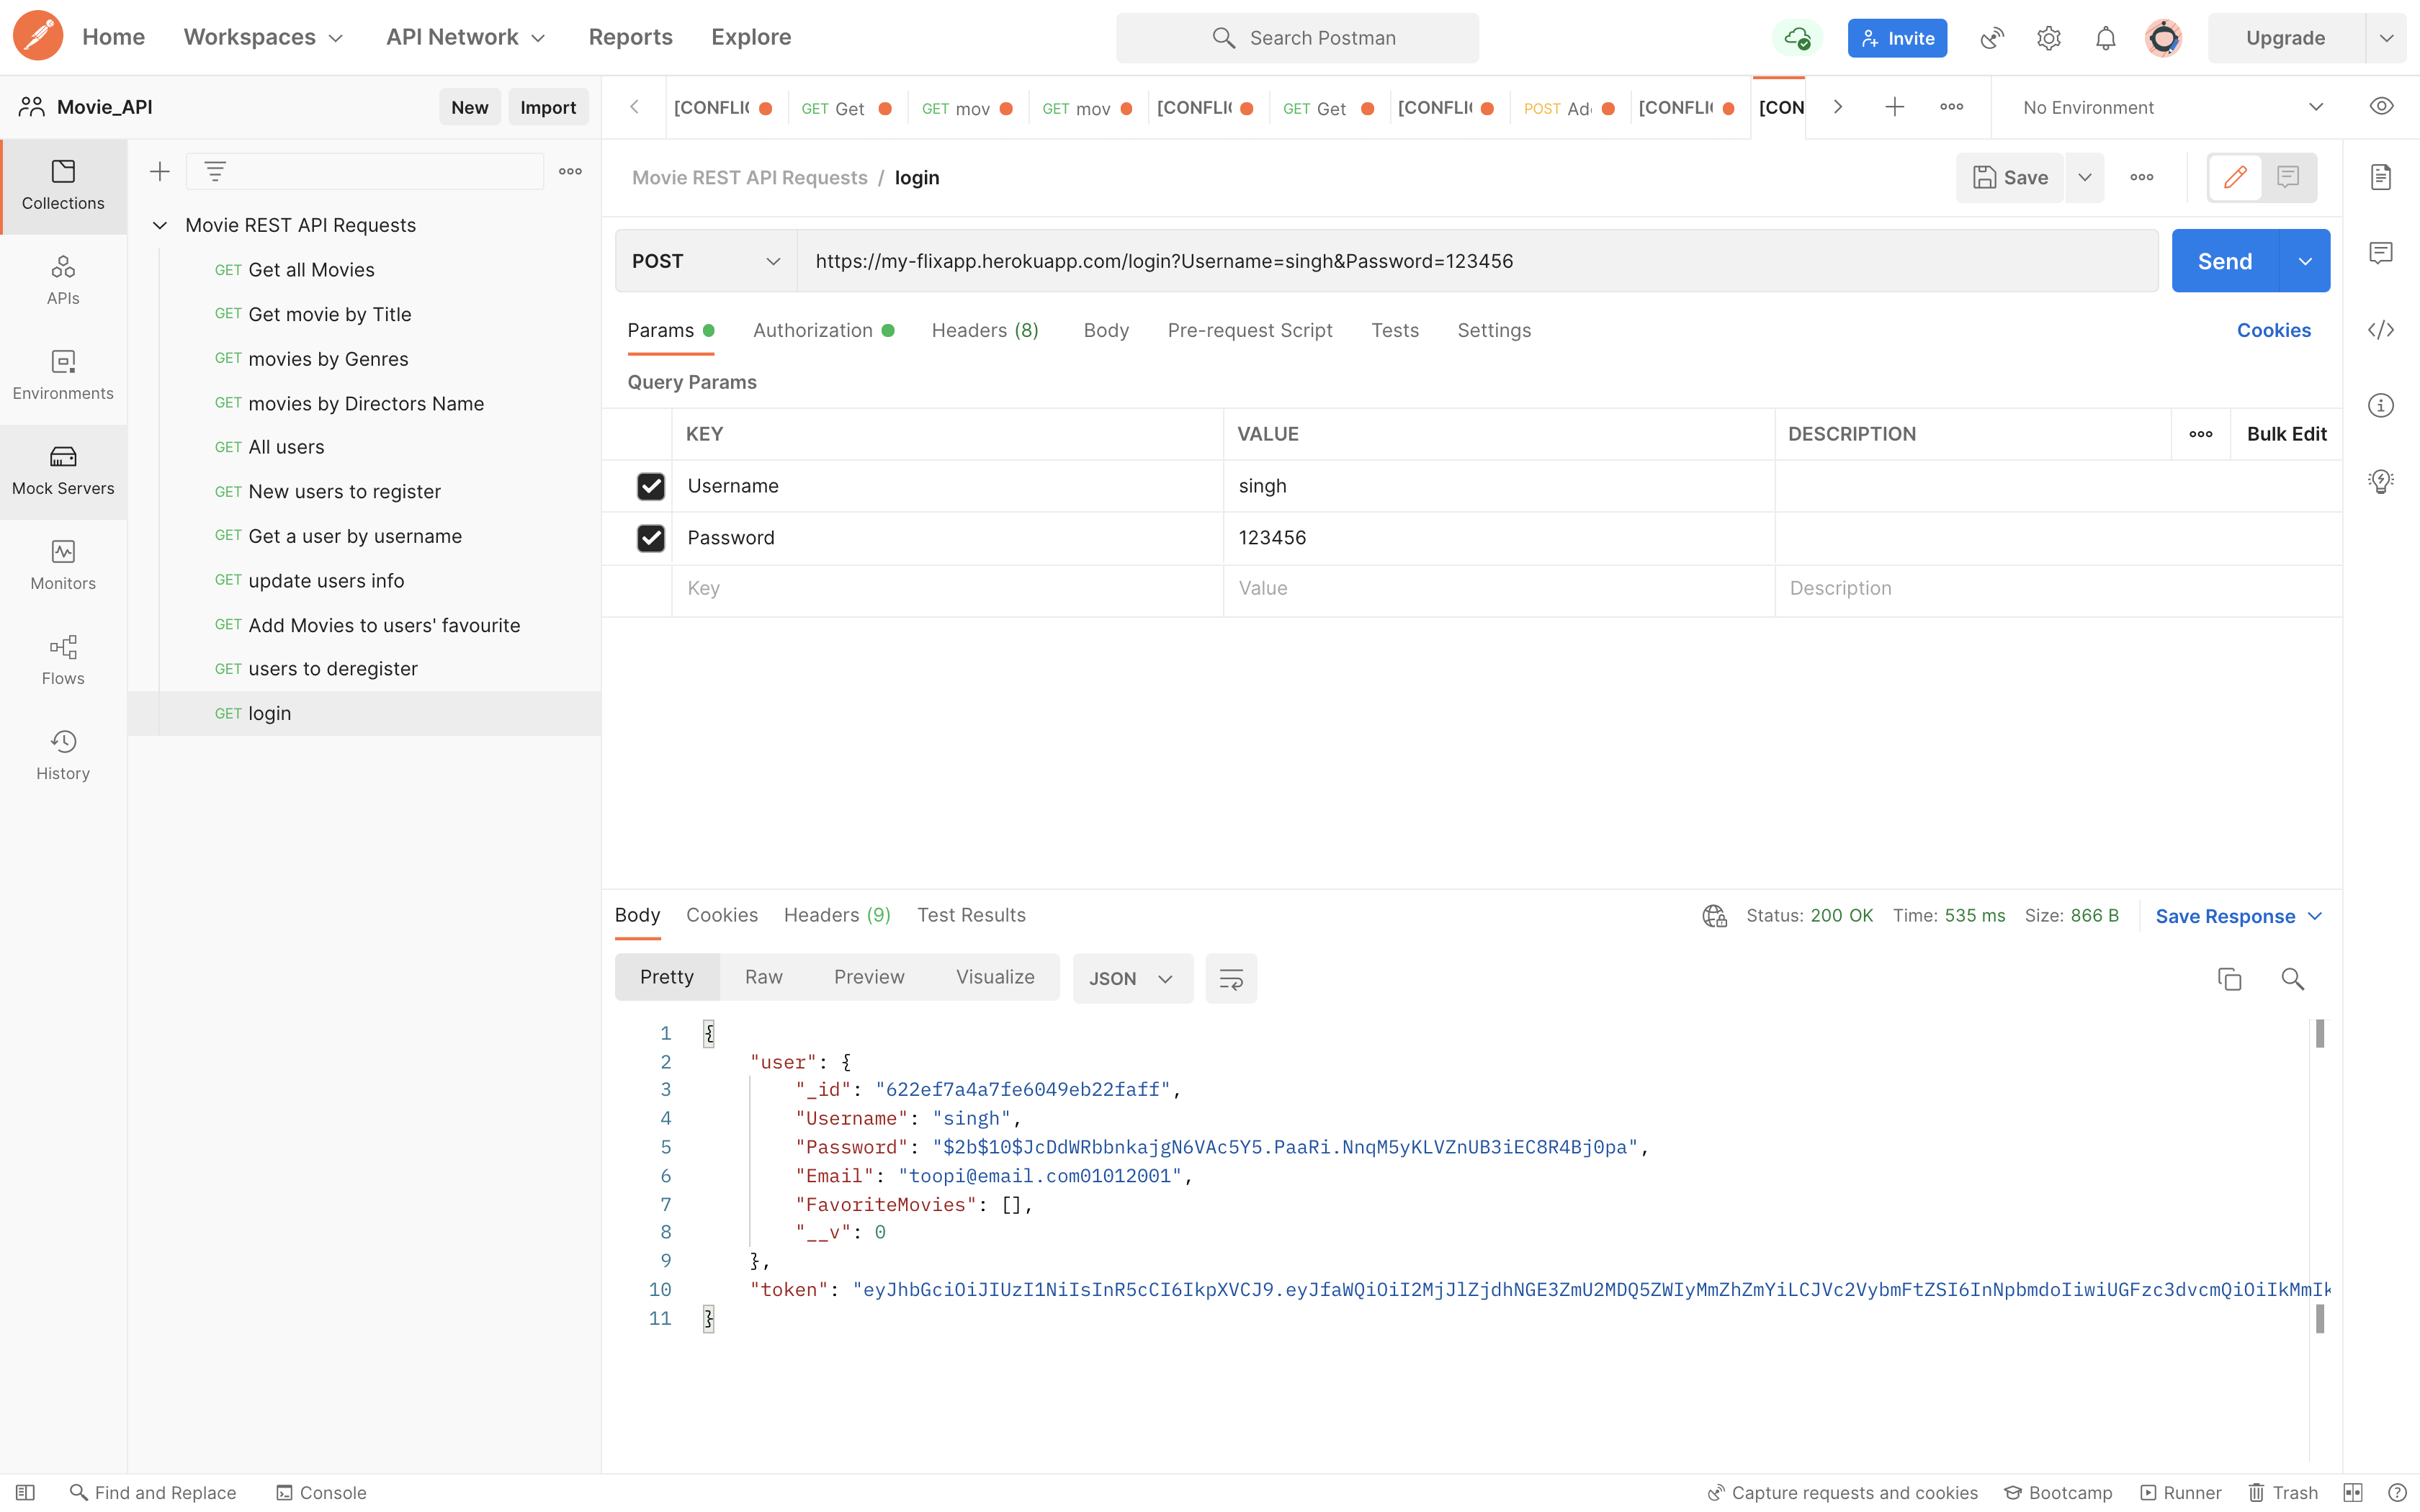 Home Workspaces API Network Reports Explore Search Postman Invite Upgrade
Movie_API New Import
[CONFLI GET Get GET mov GET mov [CONFLI GET Get [CONFLI POST Ad [CONFLI [CON No Environment
Collections
APIs
Environments
Mock Servers
Monitors
Flows
History
Movie REST API Requests
GET Get all Movies
GET Get movie by Title
GET movies by Genres
GET movies by Directors Name
GET All users
GET New users to register
GET Get a user by username
GET update users info
GET Add Movies to users' favourite
GET users to deregister
GET login
Movie REST API Requests / login Save
POST https://my-flixapp.herokuapp.com/login?Username=singh&Password=123456 Send
Params Authorization Headers (8) Body Pre-request Script Tests Settings Cookies
Query Params
KEY VALUE DESCRIPTION Bulk Edit
Username singh
Password 123456
Key Value Description
Body Cookies Headers (9) Test Results Status: 200 OK Time: 535 ms Size: 866 B Save Response
Pretty Raw Preview Visualize JSON
1 {
2 "user": {
3 "_id": "622ef7a4a7fe6049eb22faff",
4 "Username": "singh",
5 "Password": "$2b$10$JcDdWRbbnkajgN6VAc5Y5.PaaRi.NnqM5yKLVZnUB3iEC8R4Bj0pa",
6 "Email": "toopi@email.com01012001",
7 "FavoriteMovies": [],
8 "__v": 0
9 },
10 "token": "eyJhbGciOiJIUzI1NiIsInR5cCI6IkpXVCJ9.eyJfaWQiOiI2MjJlZjdhNGE3ZmU2MDQ5ZWIyMmZhZmYiLCJVc2VybmFtZSI6InNpbmdoIiwiUGFzc3dvcmQiOiIkMmIk
11 }
Find and Replace Console Capture requests and cookies Bootcamp Runner Trash